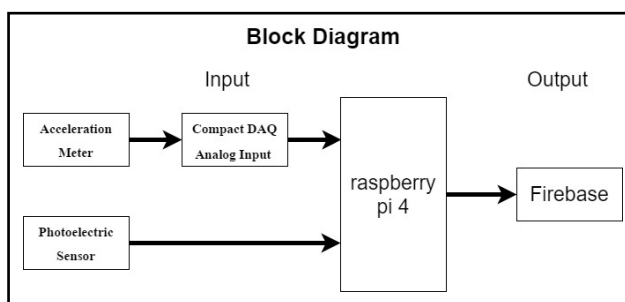 Block Diagram
Input
Output
Acceleration
Meter
Compact DAQ
Analog Input
raspberry
pi 4
Firebase
Photoelectric
Sensor